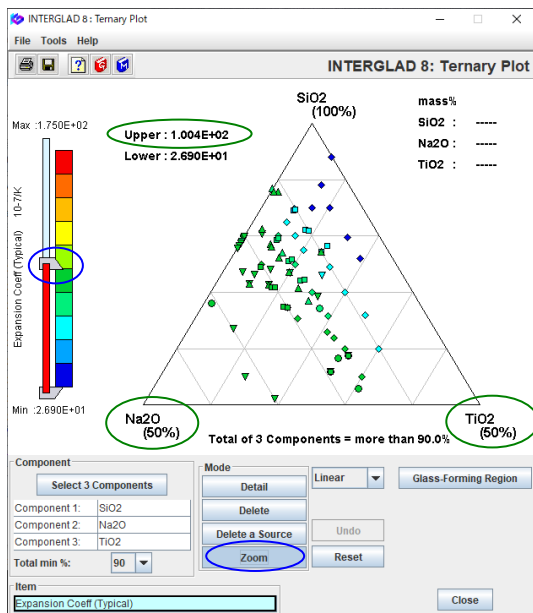 INTERGLAD 8: Ternary Plot
File Tools Help
INTERGLAD 8: Ternary Plot
Max :1.750E+02
Upper : 1.004E+02
Lower : 2.690E+01
SiO2
(100%)
mass%
SiO2 : -----
Na2O : -----
TiO2 : -----
Expansion Coeff (Typical) 10-7/K
Min :2.690E+01
Na2O
(50%)
TiO2
(50%)
Total of 3 Components = more than 90.0%
Component
Select 3 Components
Component 1: SiO2
Component 2: Na2O
Component 3: TiO2
Total min %: 90
Mode
Detail
Delete
Delete a Source
Zoom
Linear
Undo
Reset
Glass-Forming Region
Item
Expansion Coeff (Typical)
Close